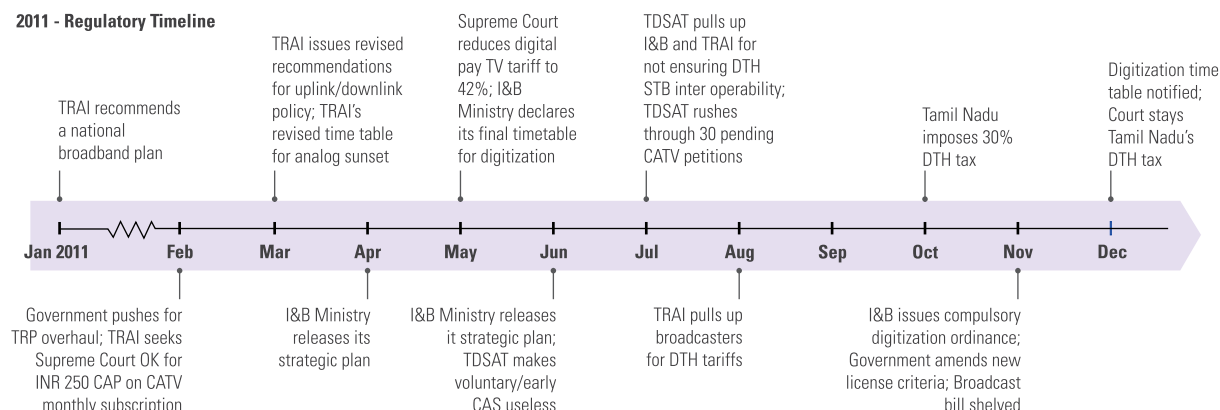 2011 - Regulatory Timeline
TRAI recommends
a national
broadband plan
TRAI issues revised
recommendations
for uplink/downlink
policy; TRAI's
revised time table
for analog sunset
Supreme Court
reduces digital
pay TV tariff to
42%; I&B
Ministry declares
its final timetable
for digitization
TDSAT pulls up
I&B and TRAI for
not ensuring DTH
STB inter operability;
TDSAT rushes
through 30 pending
CATV petitions
Tamil Nadu
imposes 30%
DTH tax
Digitization time
table notified;
Court stays
Tamil Nadu's
DTH tax
Jan 2011 Feb Mar Apr May Jun Jul Aug Sep Oct Nov Dec
Government pushes for
TRP overhaul; TRAI seeks
Supreme Court OK for
INR 250 CAP on CATV
monthly subscription
I&B Ministry
releases its
strategic plan
I&B Ministry releases
it strategic plan;
TDSAT makes
voluntary/early
CAS useless
TRAI pulls up
broadcasters
for DTH tariffs
I&B issues compulsory
digitization ordinance;
Government amends new
license criteria; Broadcast
bill shelved